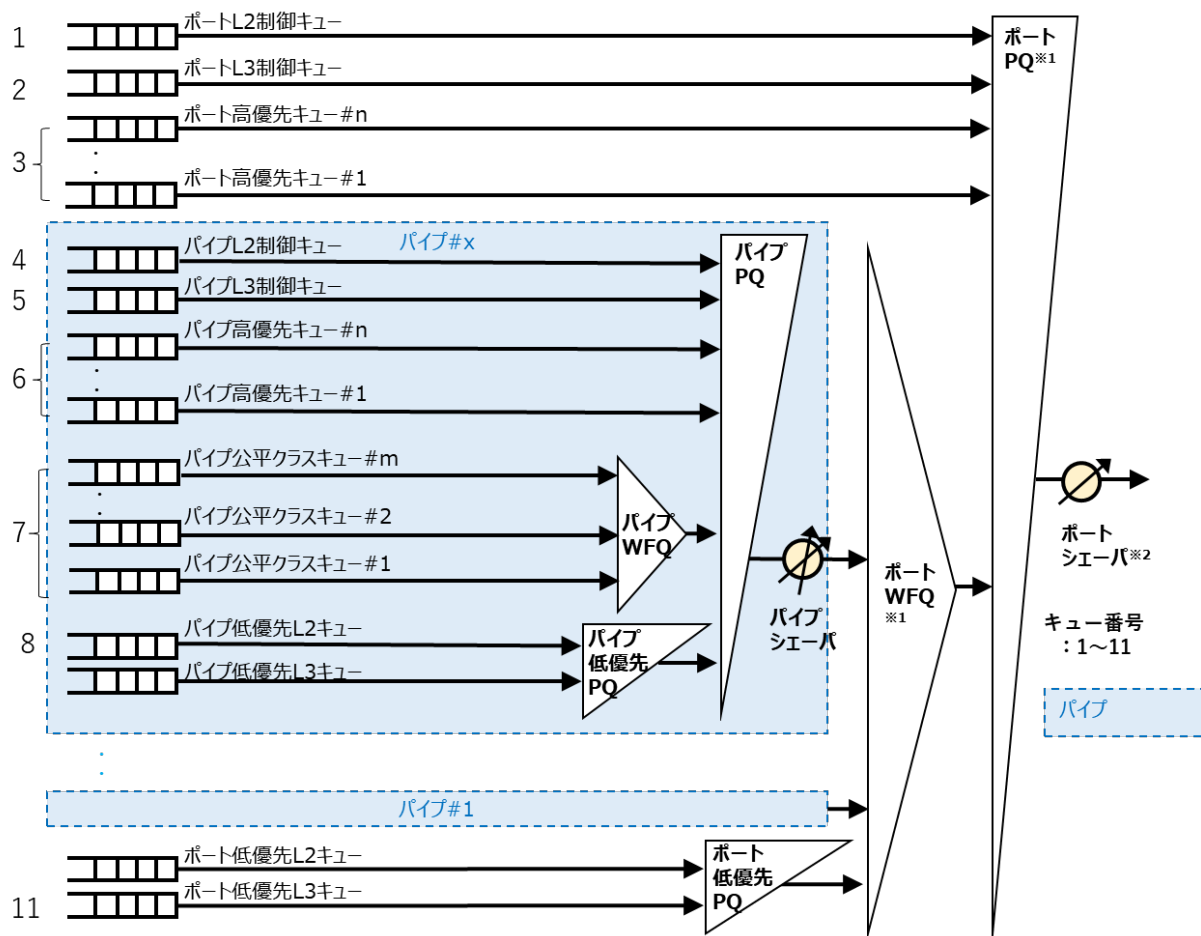 1
ポートL2制御キュー
2
ポートL3制御キュー
3
ポート高優先キュー#n
ポート高優先キュー#1
ポート
PQ※1
パイプ#x
4
パイプL2制御キュー
5
パイプL3制御キュー
6
パイプ高優先キュー#n
パイプ高優先キュー#1
パイプ
PQ
7
パイプ公平クラスキュー#m
パイプ公平クラスキュー#2
パイプ公平クラスキュー#1
パイプ
WFQ
8
パイプ低優先L2キュー
パイプ低優先L3キュー
パイプ
低優先
PQ
パイプ
シェーパ
ポート
WFQ
※1
ポート
シェーパ※2
キュー番号
：1～11
パイプ
パイプ#1
ポート低優先L2キュー
11
ポート低優先L3キュー
ポート
低優先
PQ